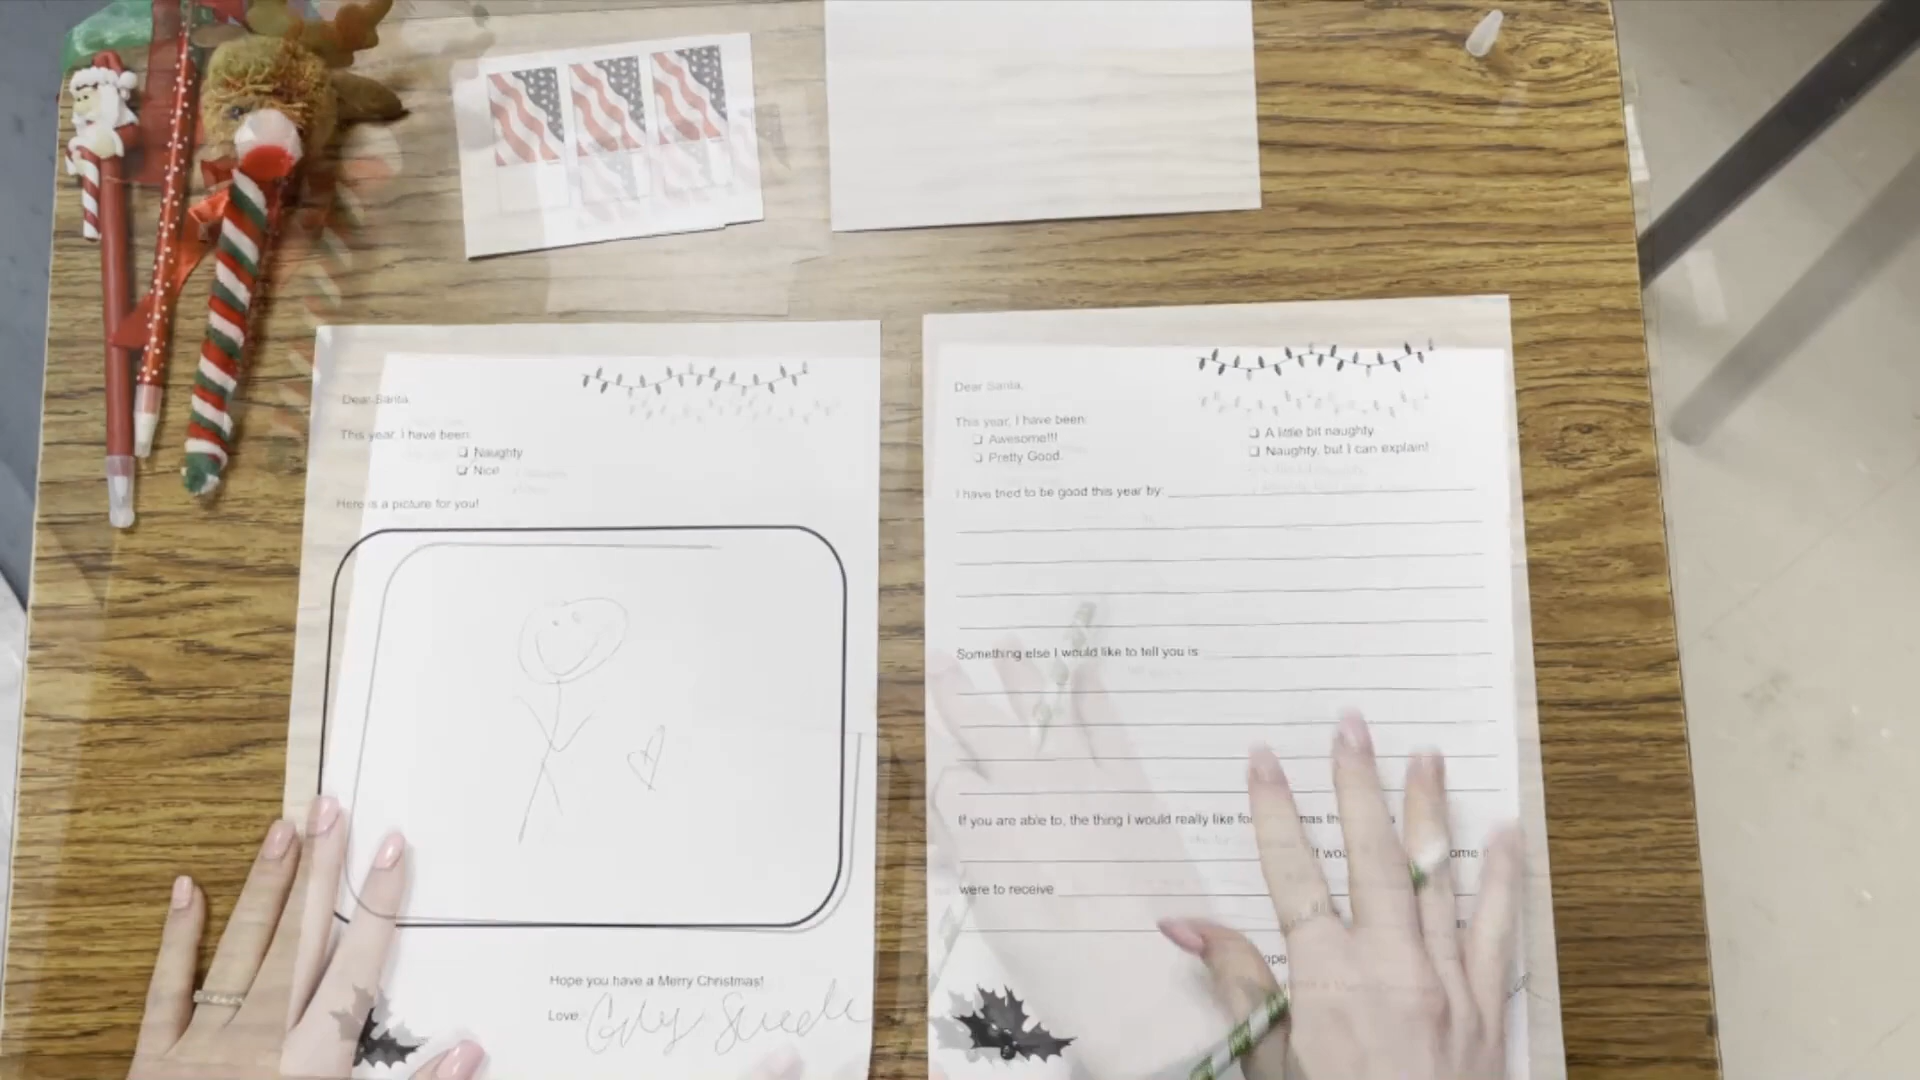 Dear Santa,
This year, I have been:
❏ Naughty
❏ Nice
Here is a picture for you!
Hope you have a Merry Christmas!
Love,
Dear Santa,
This year, I have been:
❏ Awesome!!!
❏ Pretty Good.
❏ A little bit naughty
❏ Naughty, but I can explain!
I have tried to be good this year by:
Something else I would like to tell you is
If you are able to, the thing I would really like for
were to receive